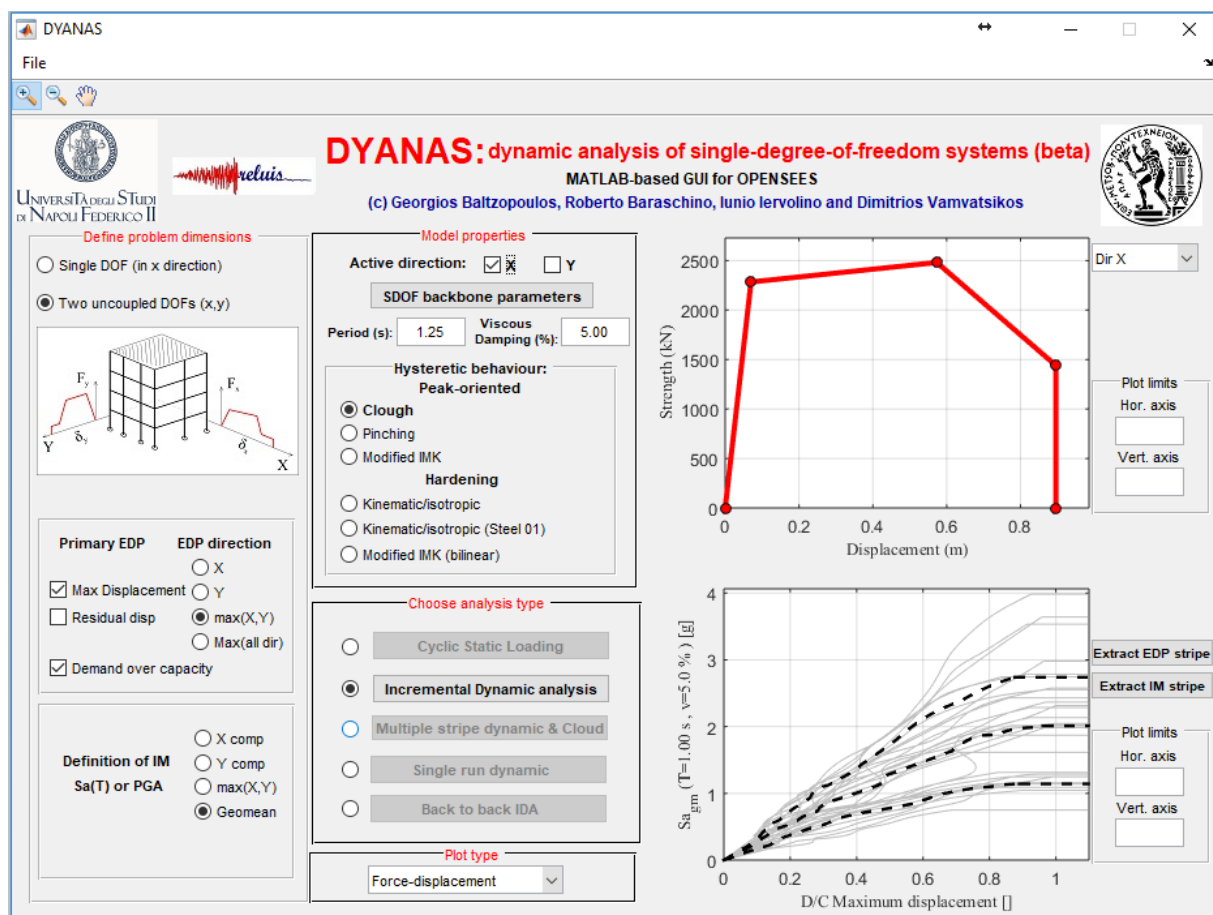 DYANAS
File
UNIVERSITÀ DEGLI STUDI
DI NAPOLI FEDERICO II
reluis
DYANAS: dynamic analysis of single-degree-of-freedom systems (beta)
MATLAB-based GUI for OPENSEES
(c) Georgios Baltzopoulos, Roberto Baraschino, Iunio Iervolino and Dimitrios Vamvatsikos
Define problem dimensions
Single DOF (in x direction)
Two uncoupled DOFs (x,y)
Fy
Fx
Y
δy
δx
X
Primary EDP
EDP direction
X
Max Displacement
Y
Residual disp
max(X,Y)
Max(all dir)
Demand over capacity
Definition of IM
Sa(T) or PGA
X comp
Y comp
max(X,Y)
Geomean
Model properties
Active direction:
X
Y
SDOF backbone parameters
Period (s):
1.25
Viscous
Damping (%):
5.00
Hysteretic behaviour:
Peak-oriented
Clough
Pinching
Modified IMK
Hardening
Kinematic/isotropic
Kinematic/isotropic (Steel 01)
Modified IMK (bilinear)
Choose analysis type
Cyclic Static Loading
Incremental Dynamic analysis
Multiple stripe dynamic & Cloud
Single run dynamic
Back to back IDA
Plot type
Force-displacement
Strength (kN)
2500
2000
1500
1000
500
0
0 0.2 0.4 0.6 0.8
Displacement (m)
Dir X
Plot limits
Hor. axis
Vert. axis
Sagm (T=1.00 s , v=5.0 % ) [g]
4
3
2
1
0
0 0.2 0.4 0.6 0.8 1
D/C Maximum displacement []
Extract EDP stripe
Extract IM stripe
Plot limits
Hor. axis
Vert. axis